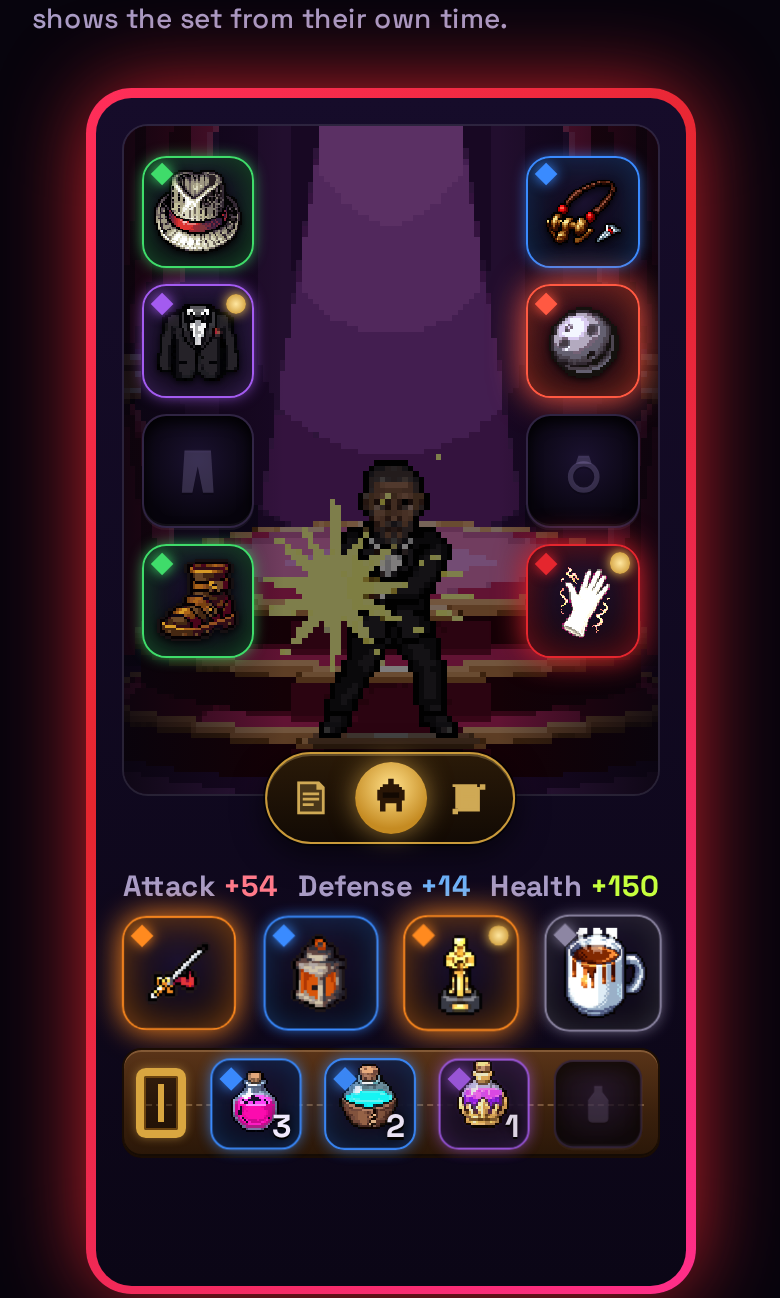 shows the set from their own time.
Attack +54 Defense +14 Health +150
3 2 1